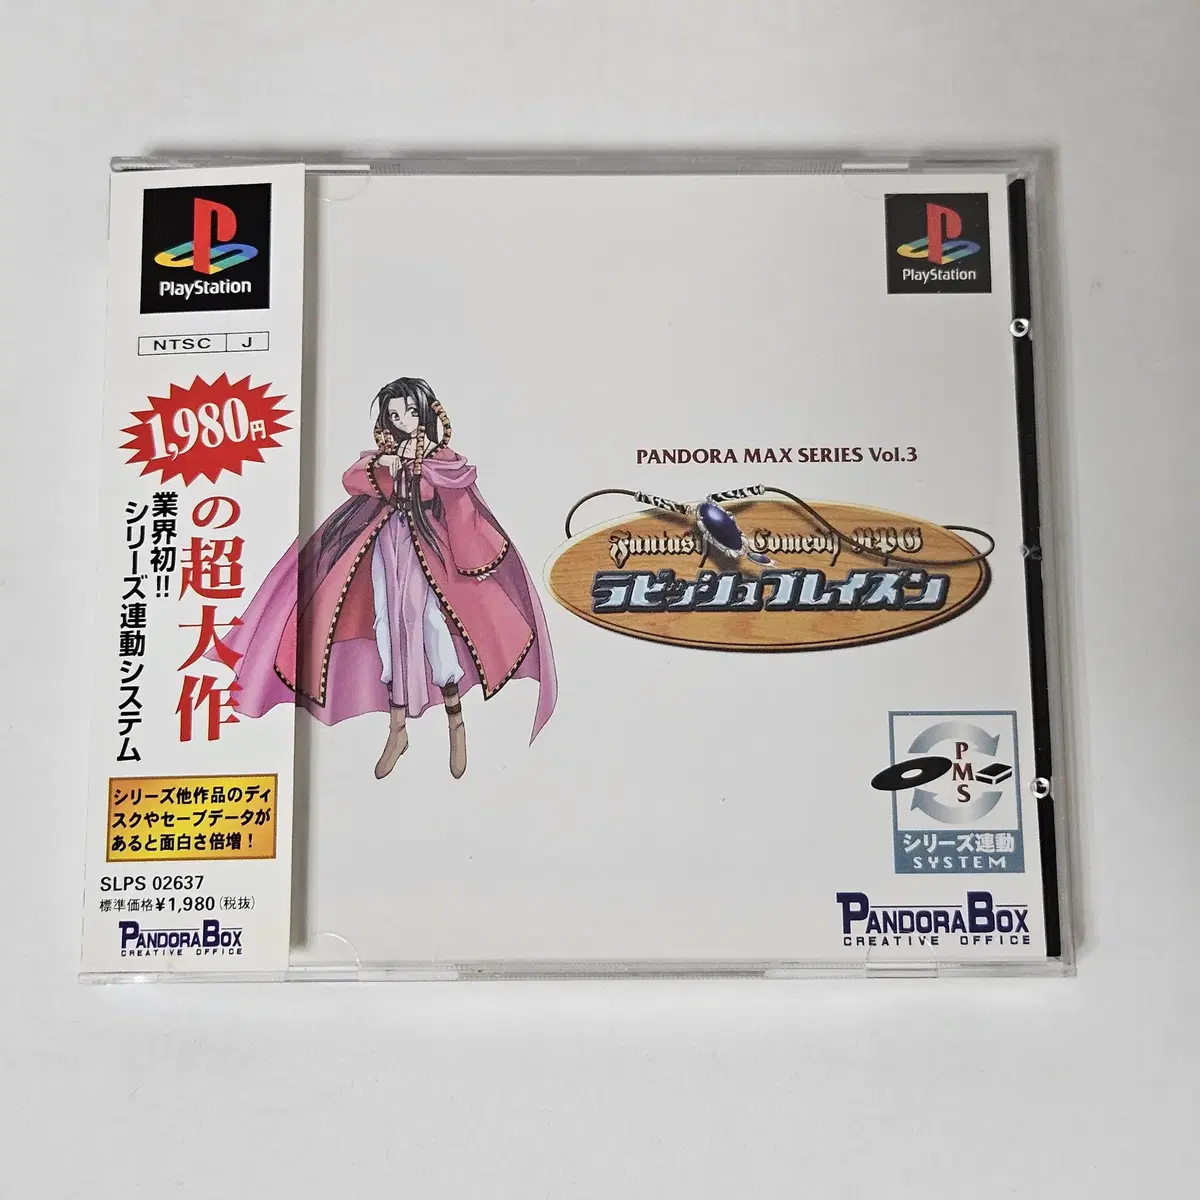 PlayStation
NTSC J
1,980円
の超大作
業界初!!
シリーズ連動システム
シリーズ他作品のディ
スクやセーブデータが
あると面白さ倍増!
SLPS 02637
標準価格¥1,980(税抜)
PANDORABOX
CREATIVE OFFICE
PlayStation
PANDORA MAX SERIES Vol.3
Fantasy Comedy RPG
ラビッシュブレイズン
PMS
シリーズ連動
SYSTEM
PANDORABOX
CREATIVE OFFICE